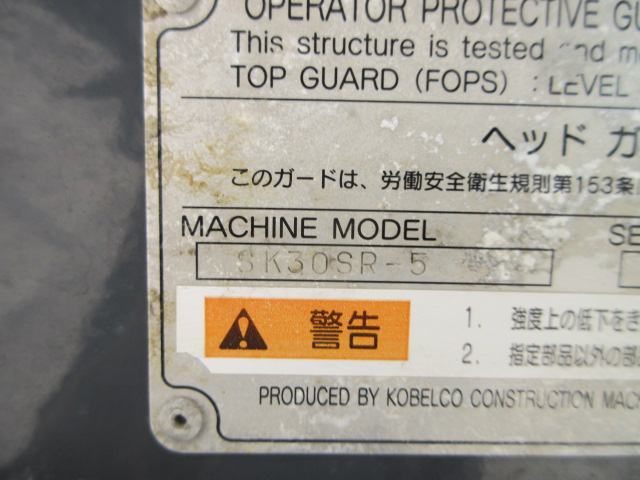 OPERATOR PROTECTIVE GU
This structure is tested and m
TOP GUARD (FOPS) : LEVEL
ヘッド ガ
このガードは、労働安全衛生規則第153条
MACHINE MODEL SE
SK30SR-5
警告
1. 強度上の低下をき
2. 指定部品以外の部
PRODUCED BY KOBELCO CONSTRUCTION MAC